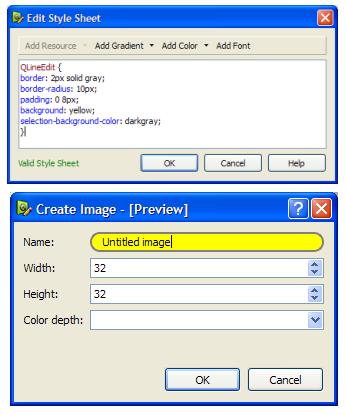 Edit Style Sheet
Add Resource Add Gradient Add Color Add Font
QLineEdit {
border: 2px solid gray;
border-radius: 10px;
padding: 0 8px;
background: yellow;
selection-background-color: darkgray;
}
Valid Style Sheet OK Cancel Help
Create Image - [Preview]
Name: Untitled image
Width: 32
Height: 32
Color depth:
OK Cancel